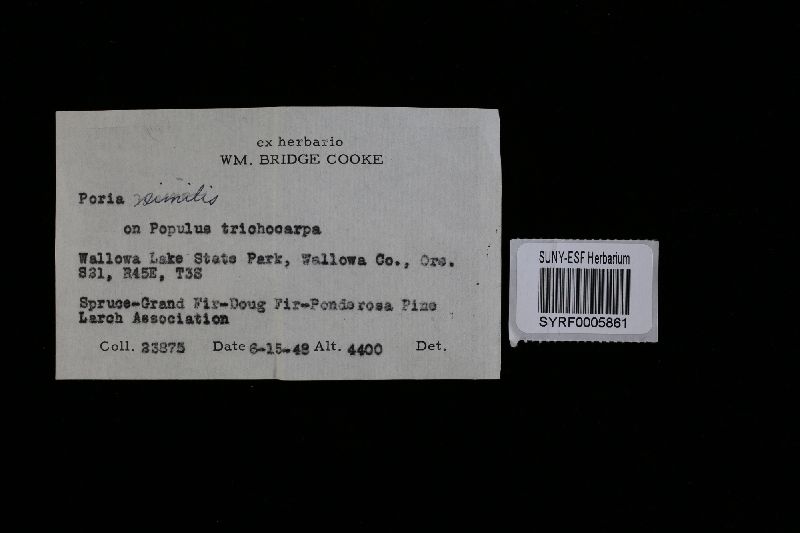 ex herbario
WM. BRIDGE COOKE
Poria similis
on Populus trichocarpa
Wallowa Lake State Park, Wallowa Co., Ore.
S21, R45E, T3S
Spruce-Grand Fir-Doug Fir-Ponderosa Pine
Larch Association
Coll. 23875 Date 6-15-48 Alt. 4400 Det.
SUNY-ESF Herbarium
SYRF0005861